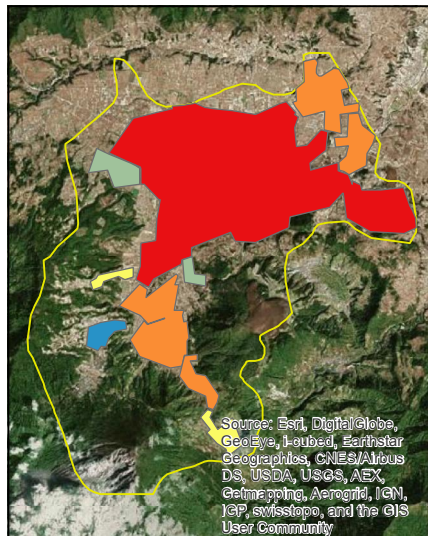 Source: Esri, DigitalGlobe,
GeoEye, i-cubed, Earthstar
Geographics, CNES/Airbus
DS, USDA, USGS, AEX,
Getmapping, Aerogrid, IGN,
IGP, swisstopo, and the GIS
User Community